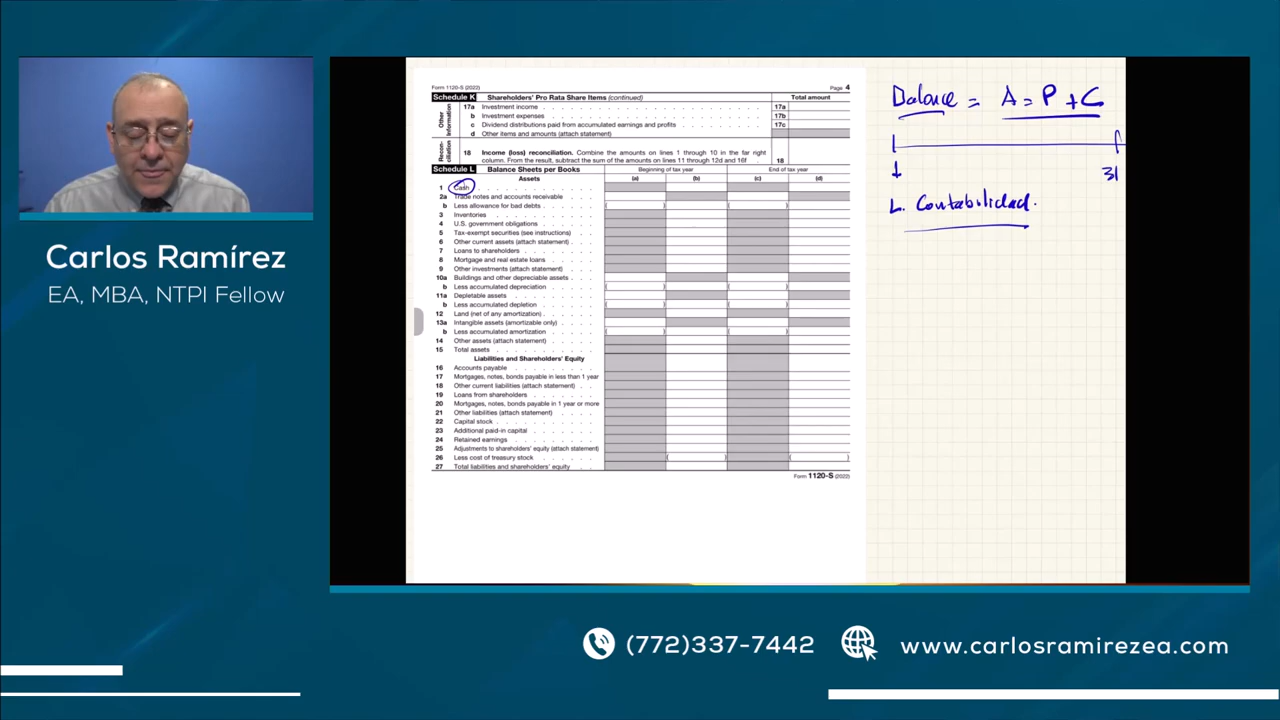 Form 1120-S (2022) Page 4
Schedule K Shareholders' Pro Rata Share Items (continued) Total amount
Other Information
17a Investment income 17a
b Investment expenses 17b
c Dividend distributions paid from accumulated earnings and profits 17c
d Other items and amounts (attach statement)
Recon-ciliation
18 Income (loss) reconciliation. Combine the amounts on lines 1 through 10 in the far right
column. From the result, subtract the sum of the amounts on lines 11 through 12d and 16f 18
Schedule L Balance Sheets per Books Beginning of tax year End of tax year
Assets (a) (b) (c) (d)
1 Cash
2a Trade notes and accounts receivable
b Less allowance for bad debts ( ) ( )
3 Inventories
4 U.S. government obligations
5 Tax-exempt securities (see instructions)
6 Other current assets (attach statement)
7 Loans to shareholders
8 Mortgage and real estate loans
9 Other investments (attach statement)
10a Buildings and other depreciable assets
b Less accumulated depreciation ( ) ( )
11a Depletable assets
b Less accumulated depletion ( ) ( )
12 Land (net of any amortization)
13a Intangible assets (amortizable only)
b Less accumulated amortization ( ) ( )
14 Other assets (attach statement)
15 Total assets
Liabilities and Shareholders' Equity
16 Accounts payable
17 Mortgages, notes, bonds payable in less than 1 year
18 Other current liabilities (attach statement)
19 Loans from shareholders
20 Mortgages, notes, bonds payable in 1 year or more
21 Other liabilities (attach statement)
22 Capital stock
23 Additional paid-in capital
24 Retained earnings
25 Adjustments to shareholders' equity (attach statement)
26 Less cost of treasury stock ( ) ( )
27 Total liabilities and shareholders' equity
Form 1120-S (2022)
Balance = A = P + C
31
L. Contabilidad.
Carlos Ramírez
EA, MBA, NTPI Fellow
(772)337-7442
www.carlosramirezea.com